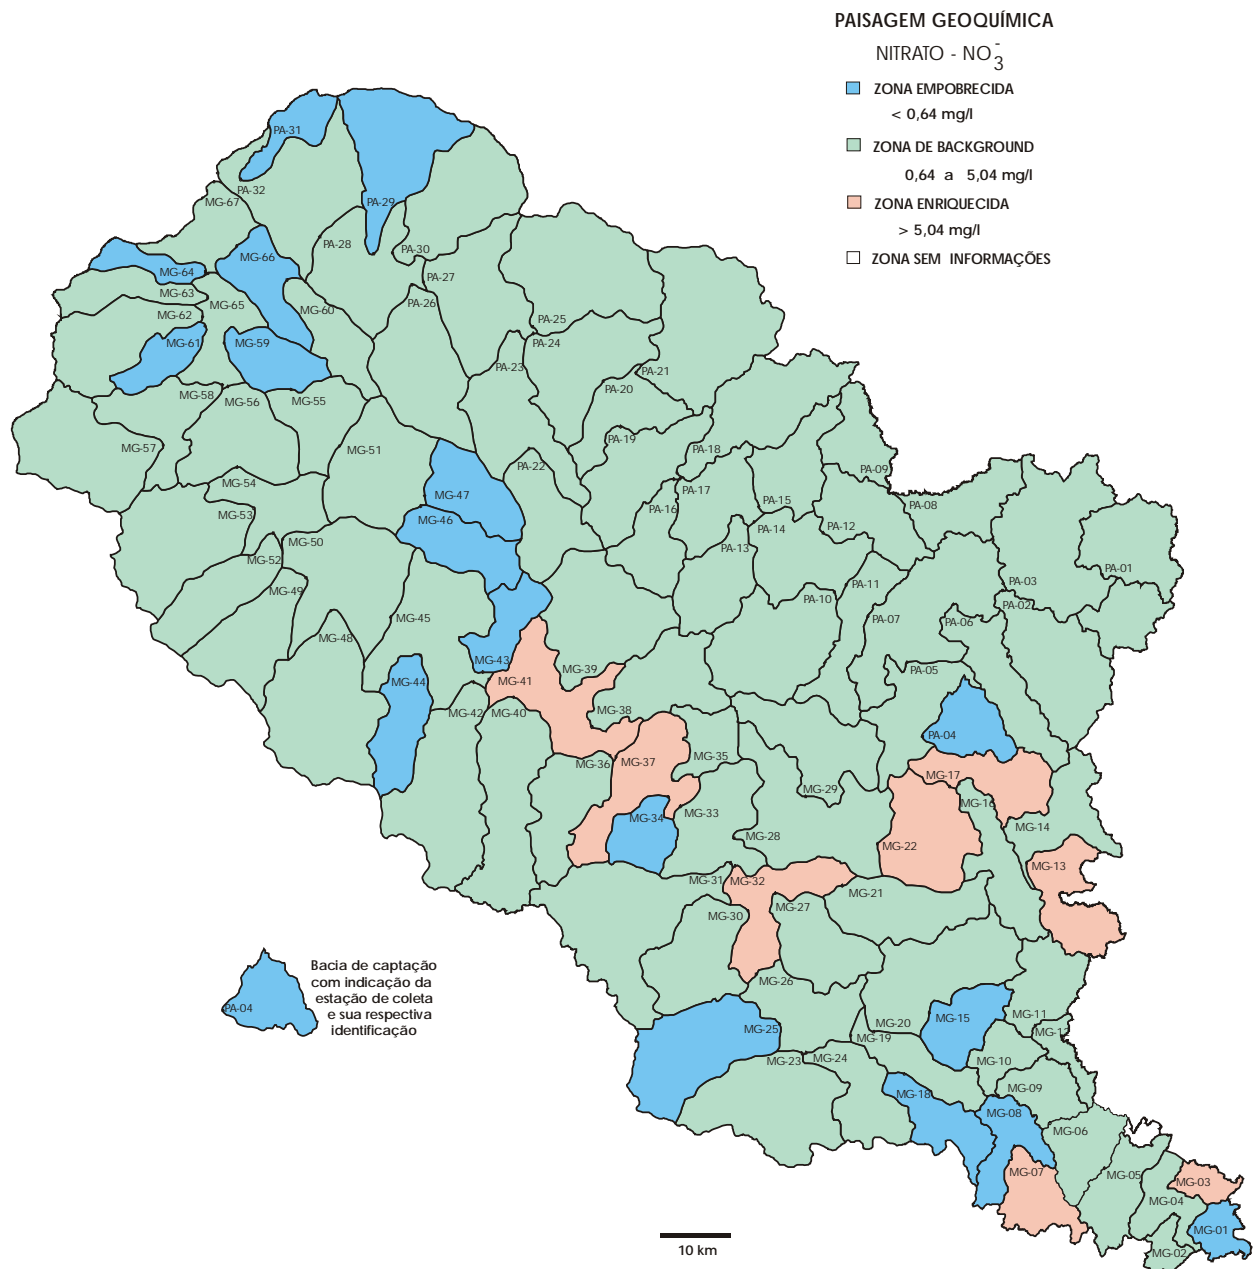 PAISAGEM GEOQUÍMICA
NITRATO - NO3-
ZONA EMPOBRECIDA
< 0,64 mg/l
ZONA DE BACKGROUND
0,64 a 5,04 mg/l
ZONA ENRIQUECIDA
> 5,04 mg/l
ZONA SEM INFORMAÇÕES
PA-31
PA-32
MG-67
PA-29
PA-28
PA-30
MG-66
MG-64
PA-27
MG-63
MG-65
MG-60
PA-26
MG-62
PA-25
MG-61
MG-59
PA-24
PA-23
PA-21
PA-20
MG-58
MG-56
MG-55
PA-19
MG-57
MG-51
PA-18
PA-22
PA-09
MG-54
MG-47
PA-17
PA-15
PA-16
PA-08
MG-53
MG-46
PA-14
PA-12
MG-50
PA-13
MG-52
PA-01
MG-49
PA-11
PA-03
PA-10
PA-02
MG-45
PA-07
PA-06
MG-48
MG-43
MG-39
PA-05
MG-44
MG-41
MG-42
MG-40
MG-38
PA-04
MG-35
MG-36
MG-37
MG-17
MG-29
MG-16
MG-34
MG-33
MG-14
MG-28
MG-22
MG-13
MG-31
MG-32
MG-21
MG-30
MG-27
Bacia de captação
com indicação da
estação de coleta
e sua respectiva
identificação
PA-04
MG-26
MG-25
MG-20
MG-15
MG-11
MG-1
MG-19
MG-23
MG-24
MG-10
MG-09
MG-18
MG-08
MG-06
MG-07
MG-05
MG-03
MG-04
MG-01
MG-02
10 km